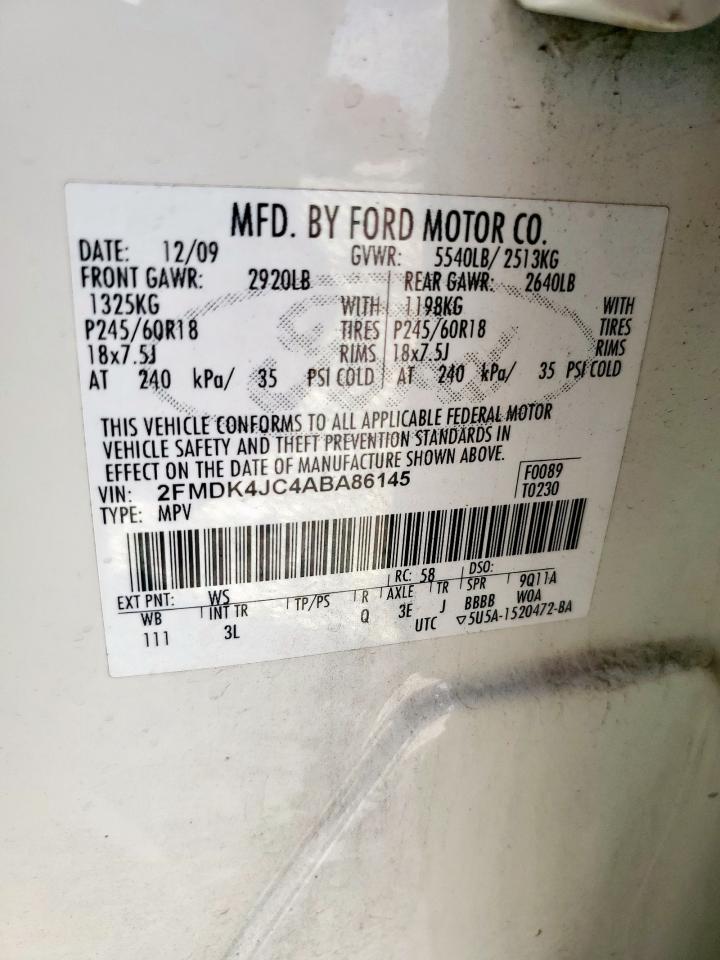 MFD. BY FORD MOTOR CO.
DATE: 12/09 GVWR: 5540LB/ 2513KG
FRONT GAWR: 2920LB REAR GAWR: 2640LB
1325KG WITH 1198KG WITH
P245/60R18 TIRES P245/60R18 TIRES
18x7.5J RIMS 18x7.5J RIMS
AT 240 kPa/ 35 PSI COLD AT 240 kPa/ 35 PSI COLD
THIS VEHICLE CONFORMS TO ALL APPLICABLE FEDERAL MOTOR
VEHICLE SAFETY AND THEFT PREVENTION STANDARDS IN
EFFECT ON THE DATE OF MANUFACTURE SHOWN ABOVE.
VIN: 2FMDK4JC4ABA86145 F0089
TYPE: MPV T0230
EXT PNT: WS RC: 58 DSO:
WB INT TR TP/PS R AXLE TR SPR 9Q11A
111 3L Q 3E J BBBB W0A
UTC ▽5U5A-1520472-BA